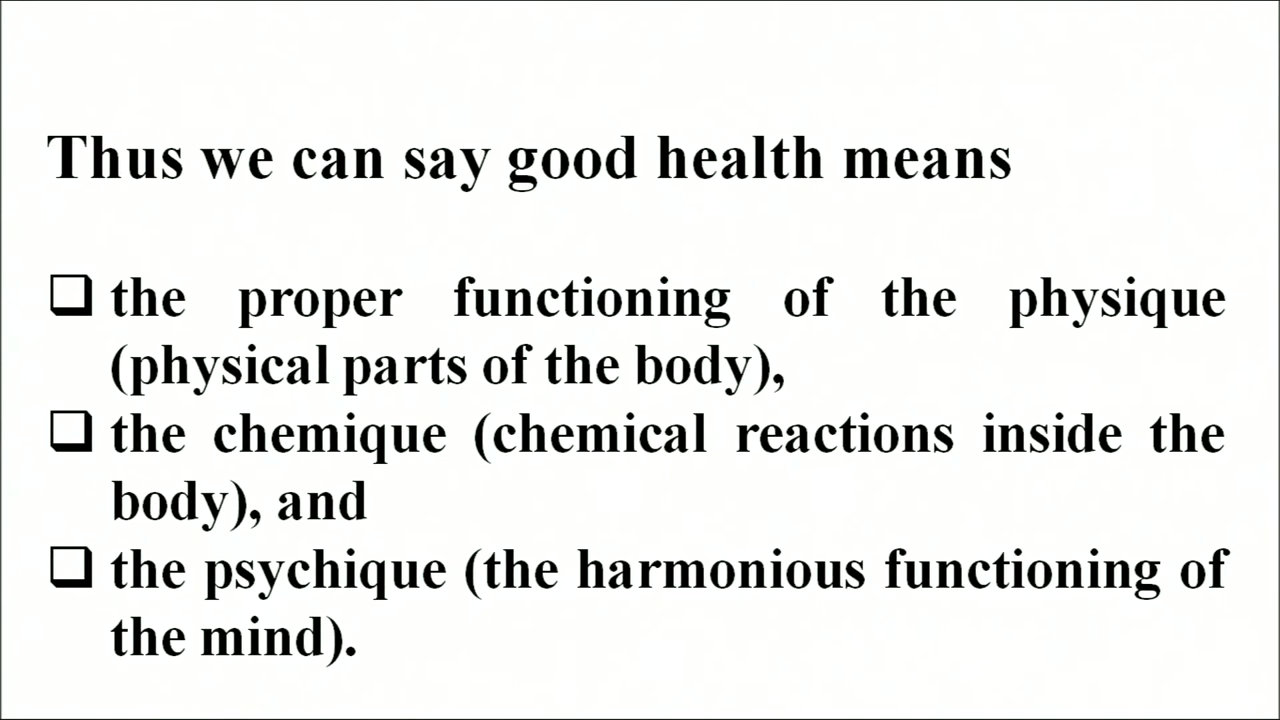 Thus we can say good health means
❑ the proper functioning of the physique
(physical parts of the body),
❑ the chemique (chemical reactions inside the
body), and
❑ the psychique (the harmonious functioning of
the mind).